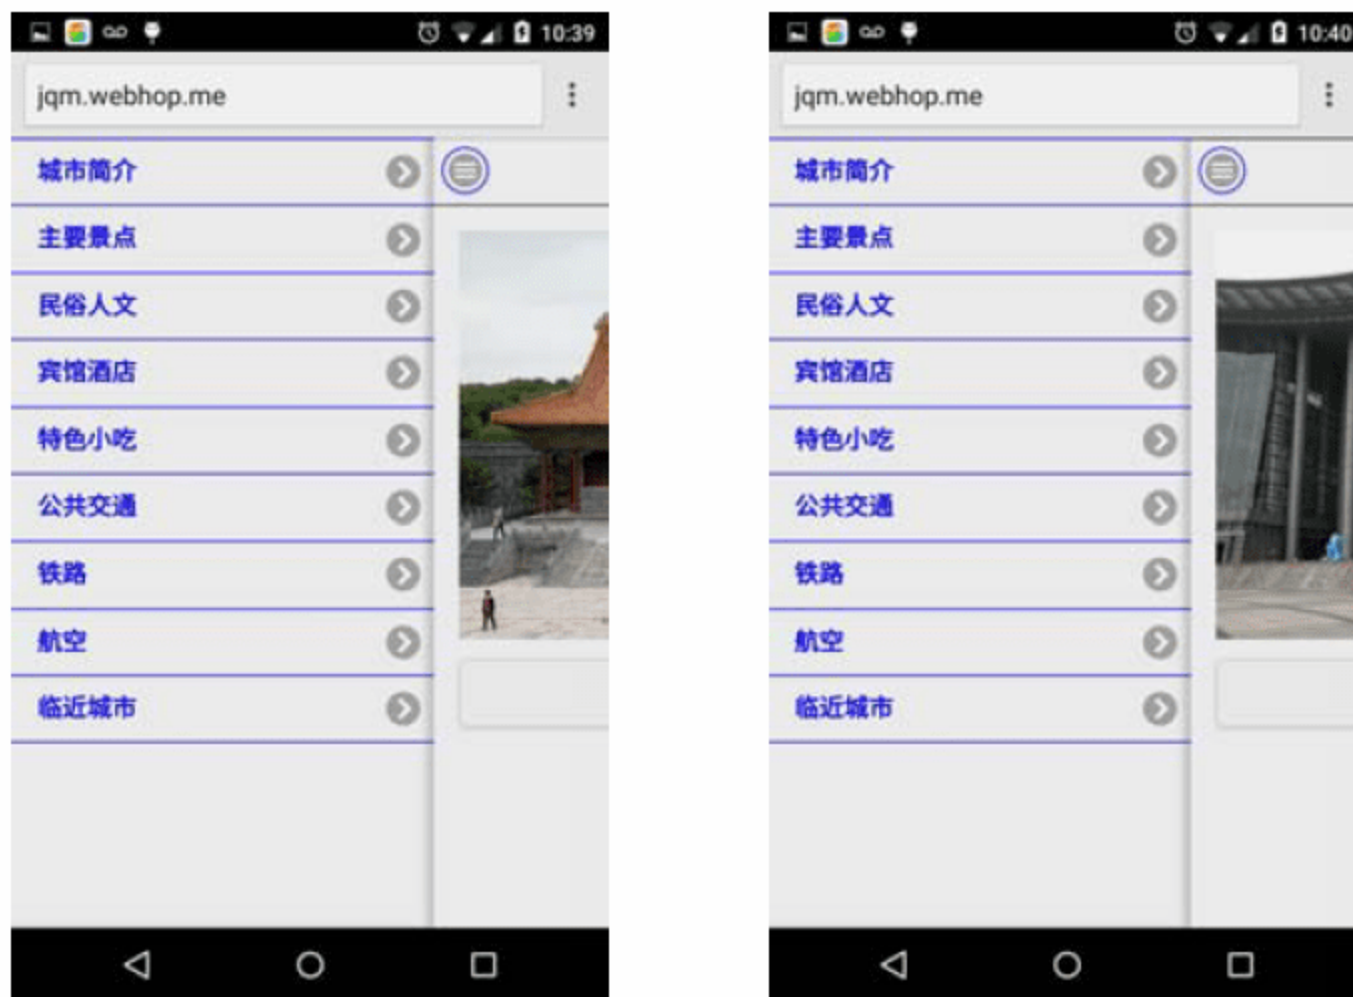 10:39
jqm.webhop.me
城市简介
主要景点
民俗人文
宾馆酒店
特色小吃
公共交通
铁路
航空
临近城市
10:40
jqm.webhop.me
城市简介
主要景点
民俗人文
宾馆酒店
特色小吃
公共交通
铁路
航空
临近城市